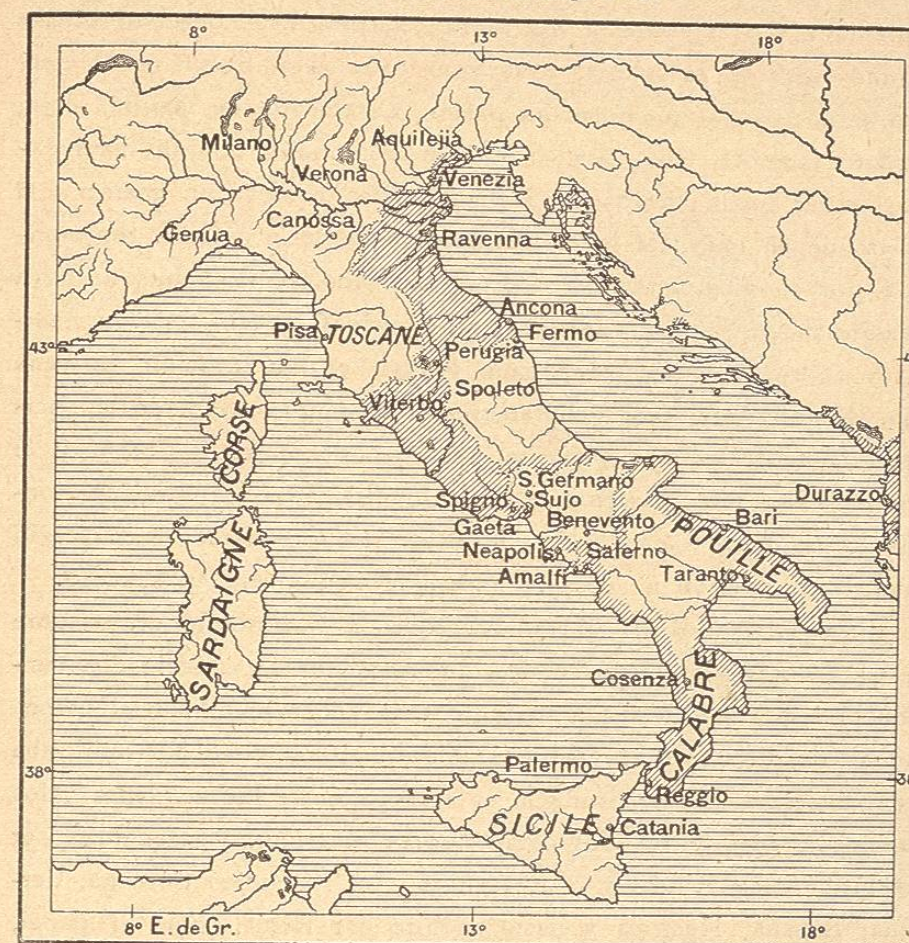 8° 13° 18°
Milano
Aquilejia
Verona
Venezia
Canossa
Genua
Ravenna
Ancona
Fermo
Pisa
TOSCANE
43°
Perugia
Spoleto
Viterbo
CORSE
S. Germano
Durazzo
Spigno
Sujo
Gaeta
Benevento
Bari
POUILLE
Neapolis
Salerno
Amalfi
Taranto
SARDAIGNE
Cosenza
CALABRE
38°
Palermo
Reggio
SICILE
Catania
8° E. de Gr. 13° 18°